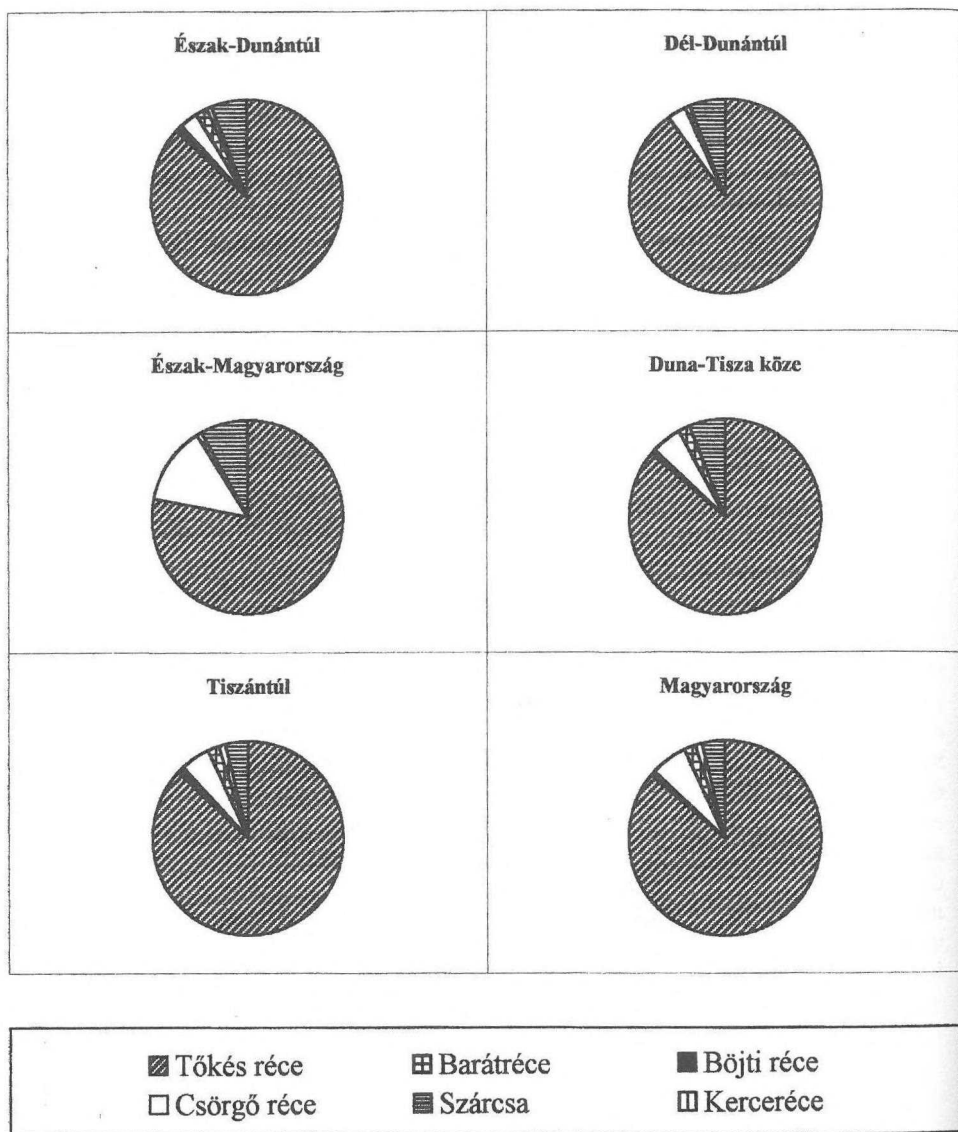 Észak-Dunántúl
Dél-Dunántúl
Észak-Magyarország
Duna-Tisza köze
Tiszántúl
Magyarország
Tőkés réce
Barátréce
Böjti réce
Csörgő réce
Szárcsa
Kerceréce